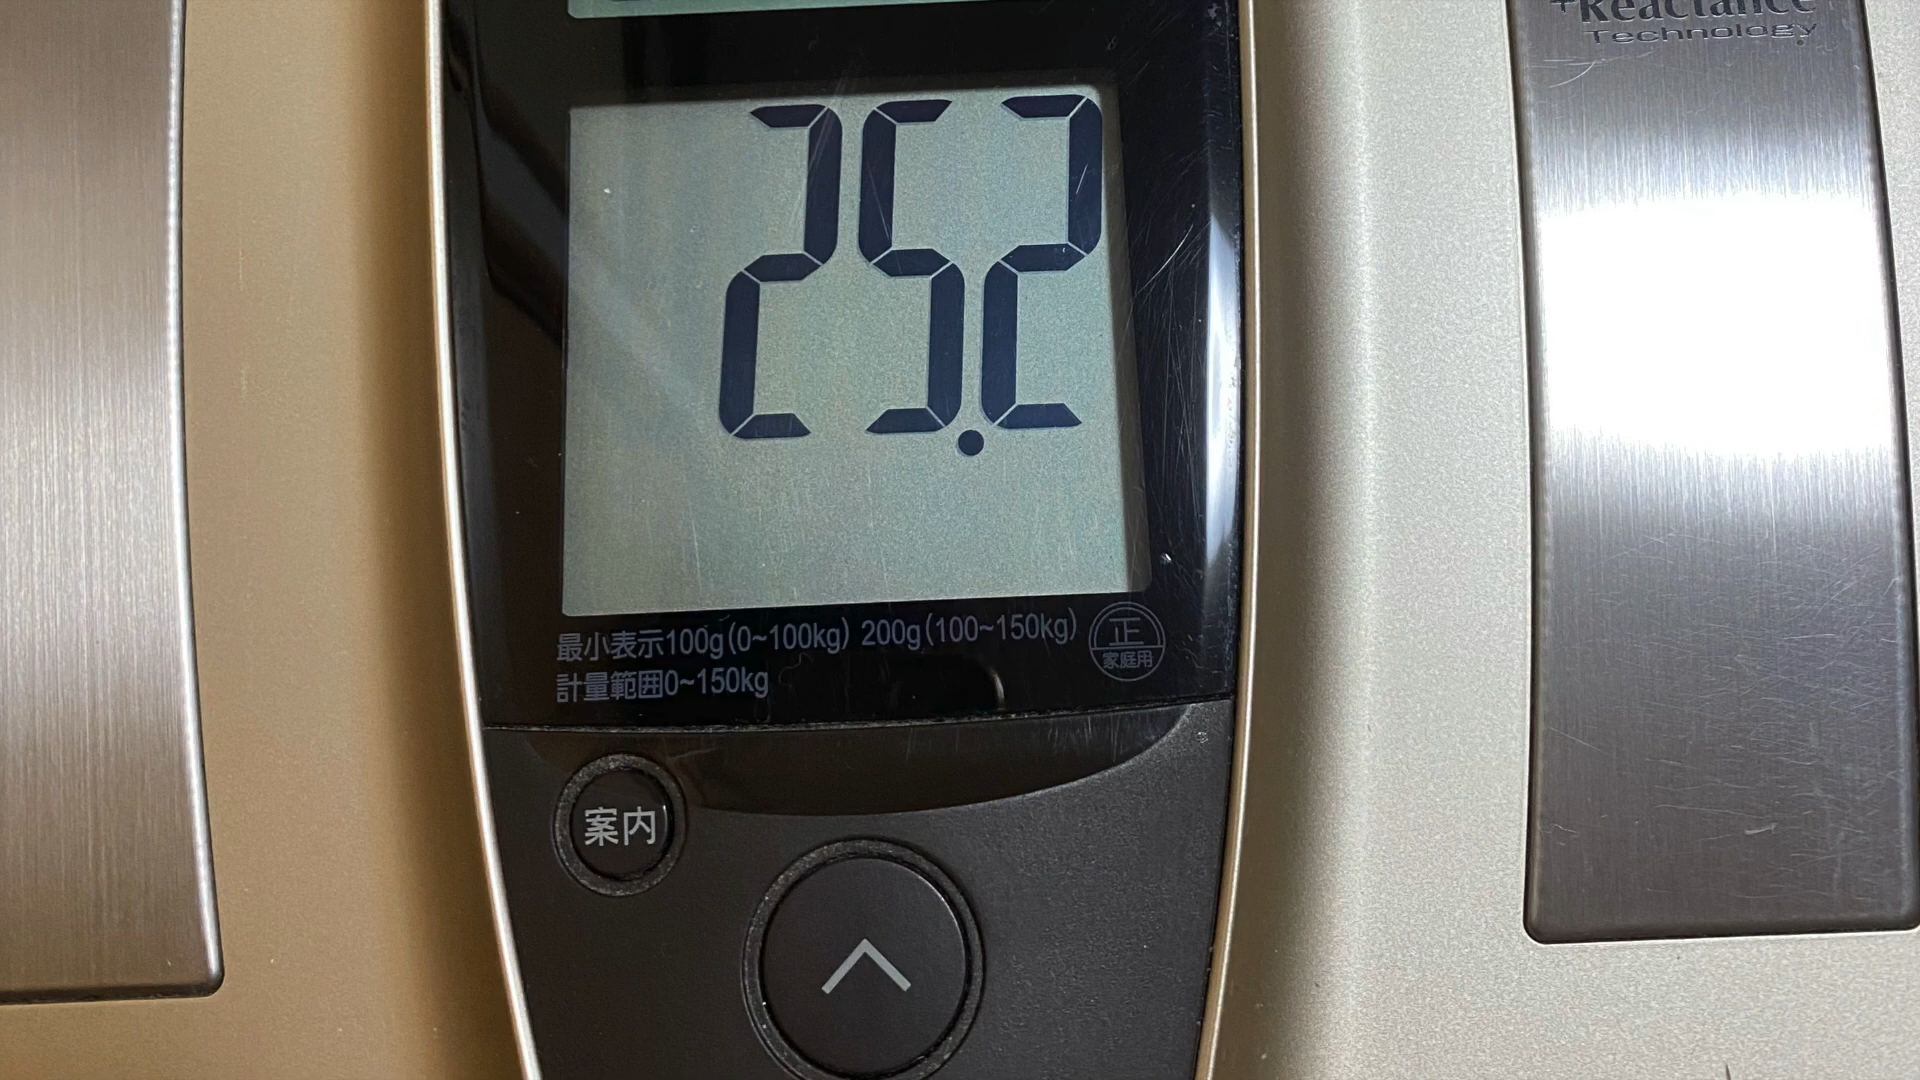 +Reactance
Technology
25.2
最小表示100g(0~100kg) 200g(100~150kg)
計量範囲0~150kg
正
家庭用
案内